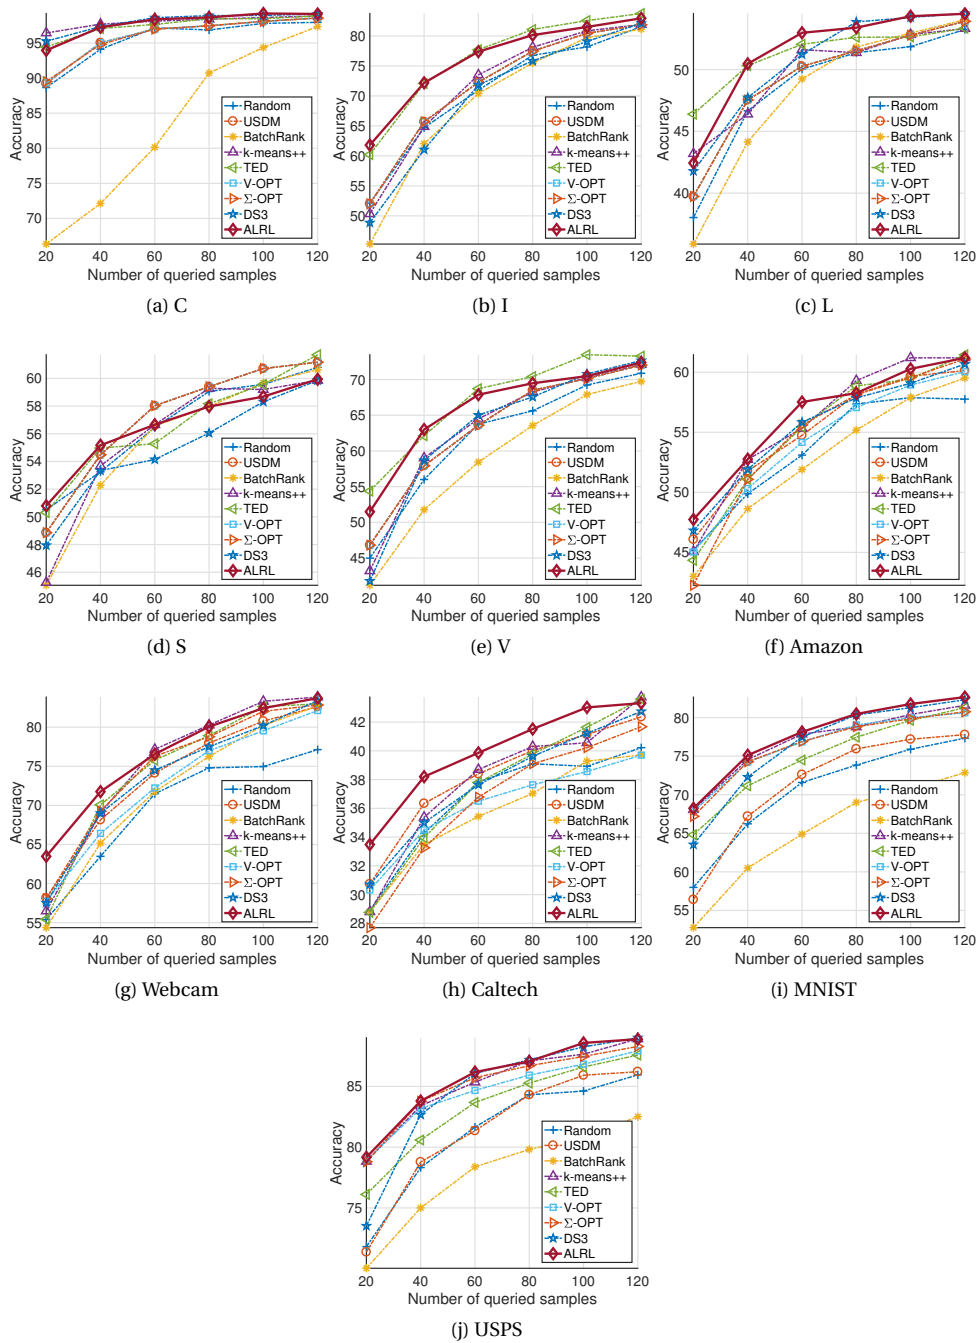 Accuracy
95
90
85
80
75
70
20 40 60 80 100 120
Number of queried samples
Random
USDM
BatchRank
k-means++
TED
V-OPT
Σ-OPT
DS3
ALRL
(a) C
Accuracy
80
75
70
65
60
55
50
20 40 60 80 100 120
Number of queried samples
Random
USDM
BatchRank
k-means++
TED
V-OPT
Σ-OPT
DS3
ALRL
(b) I
Accuracy
50
45
40
20 40 60 80 100 120
Number of queried samples
Random
USDM
BatchRank
k-means++
TED
V-OPT
Σ-OPT
DS3
ALRL
(c) L
Accuracy
60
58
56
54
52
50
48
46
20 40 60 80 100 120
Number of queried samples
Random
USDM
BatchRank
k-means++
TED
V-OPT
Σ-OPT
DS3
ALRL
(d) S
Accuracy
70
65
60
55
50
45
20 40 60 80 100 120
Number of queried samples
Random
USDM
BatchRank
k-means++
TED
V-OPT
Σ-OPT
DS3
ALRL
(e) V
Accuracy
60
55
50
45
20 40 60 80 100 120
Number of queried samples
Random
USDM
BatchRank
k-means++
TED
V-OPT
Σ-OPT
DS3
ALRL
(f) Amazon
Accuracy
80
75
70
65
60
55
20 40 60 80 100 120
Number of queried samples
Random
USDM
BatchRank
k-means++
TED
V-OPT
Σ-OPT
DS3
ALRL
(g) Webcam
Accuracy
42
40
38
36
34
32
30
28
20 40 60 80 100 120
Number of queried samples
Random
USDM
BatchRank
k-means++
TED
V-OPT
Σ-OPT
DS3
ALRL
(h) Caltech
Accuracy
80
75
70
65
60
55
20 40 60 80 100 120
Number of queried samples
Random
USDM
BatchRank
k-means++
TED
V-OPT
Σ-OPT
DS3
ALRL
(i) MNIST
Accuracy
85
80
75
20 40 60 80 100 120
Number of queried samples
Random
USDM
BatchRank
k-means++
TED
V-OPT
Σ-OPT
DS3
ALRL
(j) USPS